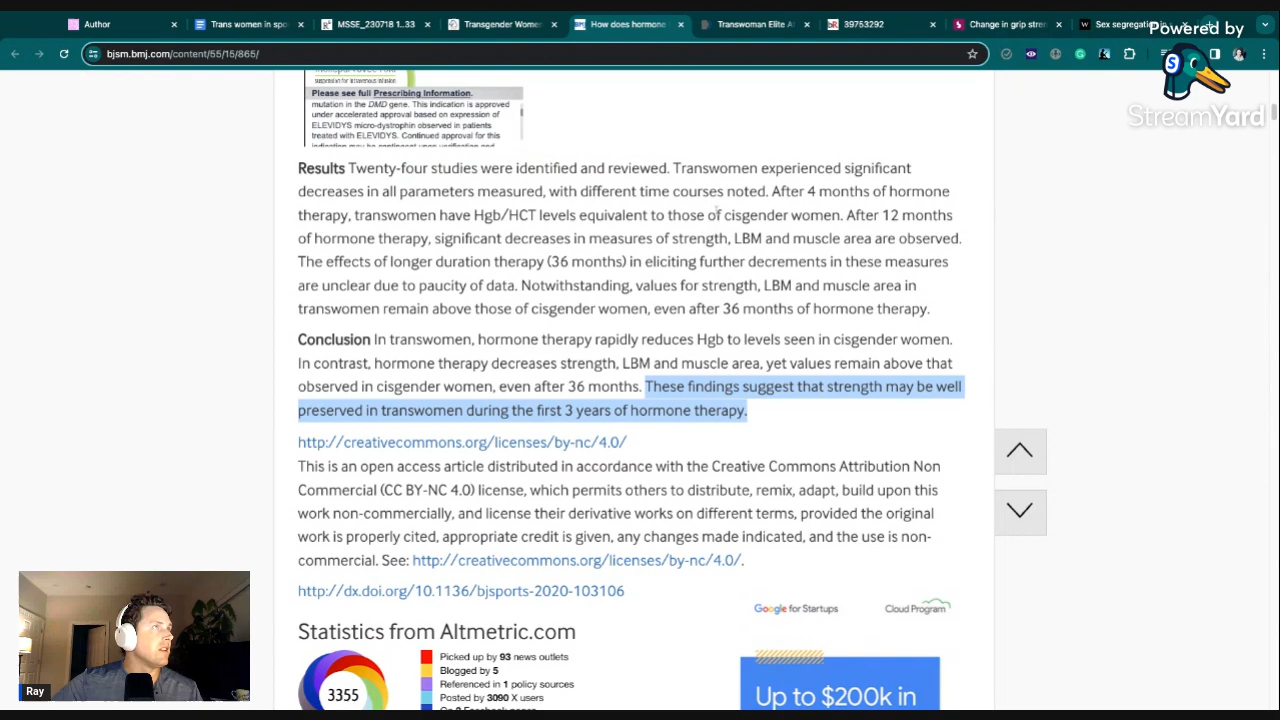 Author
Trans women in spo
MSSE_230718 1..33
Transgender Wome
How does hormone
Transwoman Elite A
39753292
Change in grip stren
Sex segregation in
Powered by
bjsm.bmj.com/content/55/15/865/
StreamYard
suspension for intravenous infusion
Please see full Prescribing Information.
mutation in the DMD gene. This indication is approved
under accelerated approval based on expression of
ELEVIDYS micro-dystrophin observed in patients
treated with ELEVIDYS. Continued approval for this
Results Twenty-four studies were identified and reviewed. Transwomen experienced significant
decreases in all parameters measured, with different time courses noted. After 4 months of hormone
therapy, transwomen have Hgb/HCT levels equivalent to those of cisgender women. After 12 months
of hormone therapy, significant decreases in measures of strength, LBM and muscle area are observed.
The effects of longer duration therapy (36 months) in eliciting further decrements in these measures
are unclear due to paucity of data. Notwithstanding, values for strength, LBM and muscle area in
transwomen remain above those of cisgender women, even after 36 months of hormone therapy.
Conclusion In transwomen, hormone therapy rapidly reduces Hgb to levels seen in cisgender women.
In contrast, hormone therapy decreases strength, LBM and muscle area, yet values remain above that
observed in cisgender women, even after 36 months. These findings suggest that strength may be well
preserved in transwomen during the first 3 years of hormone therapy.
http://creativecommons.org/licenses/by-nc/4.0/
This is an open access article distributed in accordance with the Creative Commons Attribution Non
Commercial (CC BY-NC 4.0) license, which permits others to distribute, remix, adapt, build upon this
work non-commercially, and license their derivative works on different terms, provided the original
work is properly cited, appropriate credit is given, any changes made indicated, and the use is non-
commercial. See: http://creativecommons.org/licenses/by-nc/4.0/.
http://dx.doi.org/10.1136/bjsports-2020-103106
Google for Startups
Cloud Program
Statistics from Altmetric.com
3355
Picked up by 93 news outlets
Blogged by 5
Referenced in 1 policy sources
Posted by 3090 X users
Up to $200k in
Ray